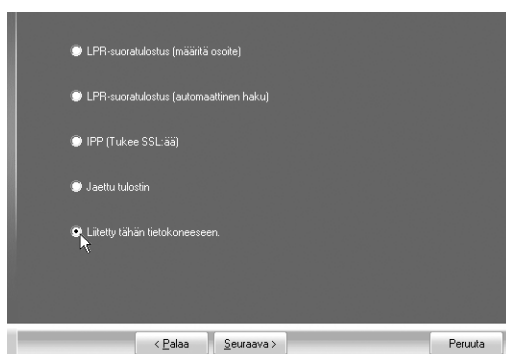 LPR-suoratulostus (määritä osoite)
LPR-suoratulostus (automaattinen haku)
IPP (Tukee SSL:ää)
Jaettu tulostin
Liitetty tähän tietokoneeseen.
< Palaa
Seuraava >
Peruuta